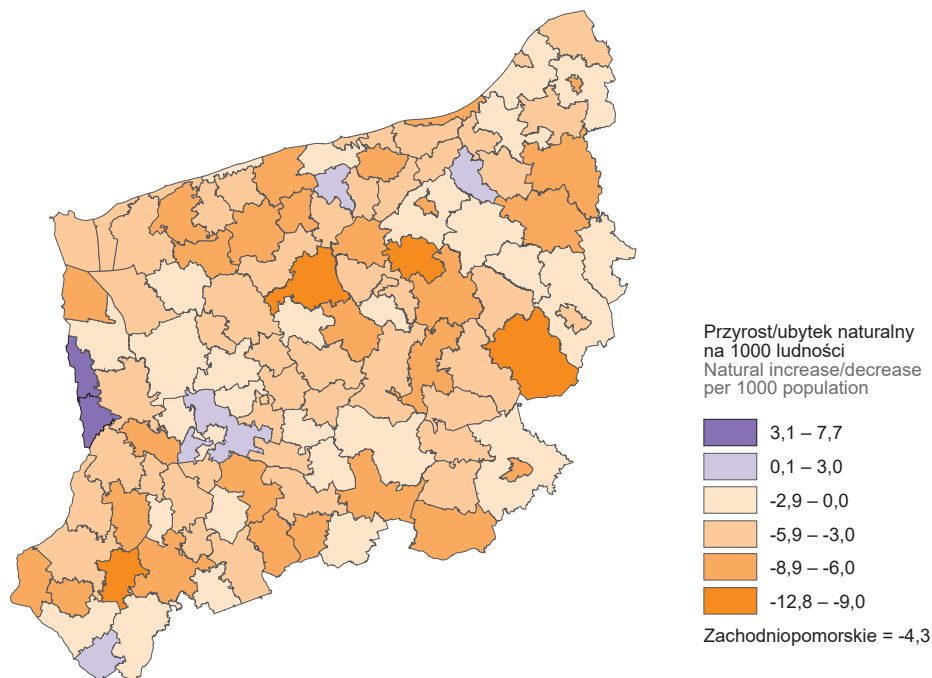 Przyrost/ubytek naturalny
na 1000 ludności
Natural increase/decrease
per 1000 population
3,1 – 7,7
0,1 – 3,0
-2,9 – 0,0
-5,9 – -3,0
-8,9 – -6,0
-12,8 – -9,0
Zachodniopomorskie = -4,3